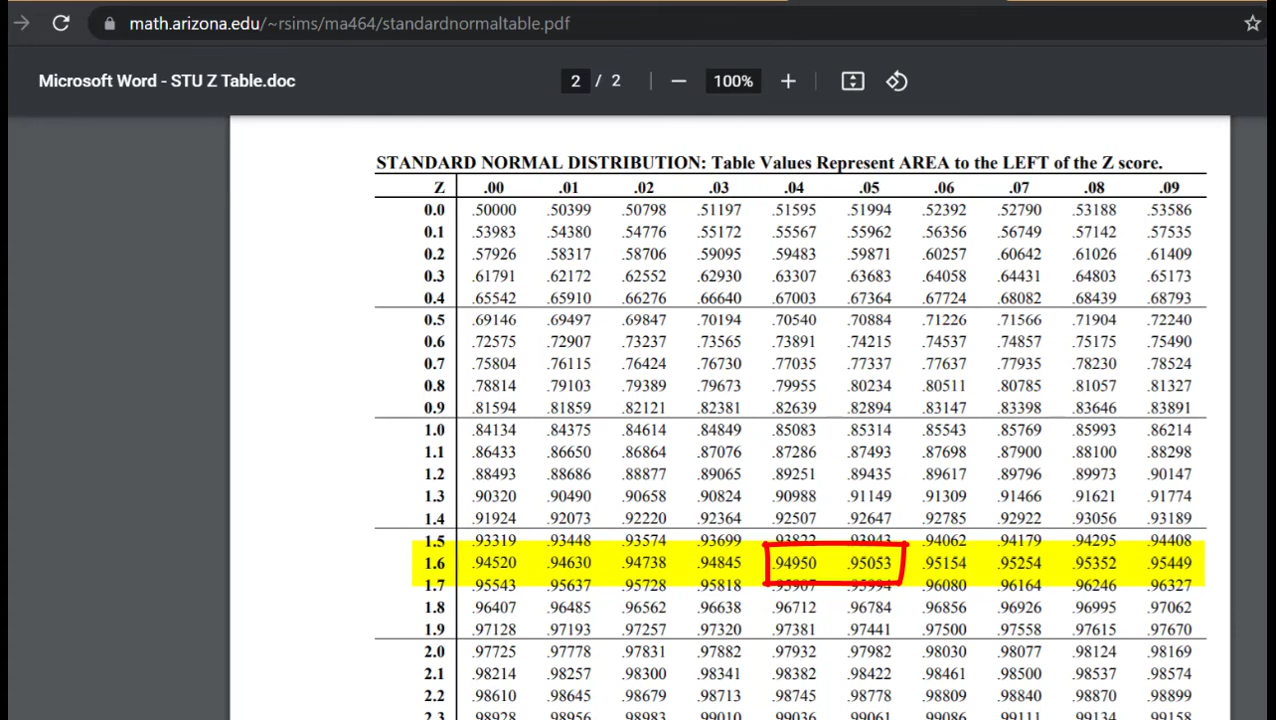 math.arizona.edu/~rsims/ma464/standardnormaltable.pdf
Microsoft Word - STU Z Table.doc 2 / 2 — 100% +
STANDARD NORMAL DISTRIBUTION: Table Values Represent AREA to the LEFT of the Z score.
Z .00 .01 .02 .03 .04 .05 .06 .07 .08 .09
0.0 .50000 .50399 .50798 .51197 .51595 .51994 .52392 .52790 .53188 .53586
0.1 .53983 .54380 .54776 .55172 .55567 .55962 .56356 .56749 .57142 .57535
0.2 .57926 .58317 .58706 .59095 .59483 .59871 .60257 .60642 .61026 .61409
0.3 .61791 .62172 .62552 .62930 .63307 .63683 .64058 .64431 .64803 .65173
0.4 .65542 .65910 .66276 .66640 .67003 .67364 .67724 .68082 .68439 .68793
0.5 .69146 .69497 .69847 .70194 .70540 .70884 .71226 .71566 .71904 .72240
0.6 .72575 .72907 .73237 .73565 .73891 .74215 .74537 .74857 .75175 .75490
0.7 .75804 .76115 .76424 .76730 .77035 .77337 .77637 .77935 .78230 .78524
0.8 .78814 .79103 .79389 .79673 .79955 .80234 .80511 .80785 .81057 .81327
0.9 .81594 .81859 .82121 .82381 .82639 .82894 .83147 .83398 .83646 .83891
1.0 .84134 .84375 .84614 .84849 .85083 .85314 .85543 .85769 .85993 .86214
1.1 .86433 .86650 .86864 .87076 .87286 .87493 .87698 .87900 .88100 .88298
1.2 .88493 .88686 .88877 .89065 .89251 .89435 .89617 .89796 .89973 .90147
1.3 .90320 .90490 .90658 .90824 .90988 .91149 .91309 .91466 .91621 .91774
1.4 .91924 .92073 .92220 .92364 .92507 .92647 .92785 .92922 .93056 .93189
1.5 .93319 .93448 .93574 .93699 .93822 .93943 .94062 .94179 .94295 .94408
1.6 .94520 .94630 .94738 .94845 .94950 .95053 .95154 .95254 .95352 .95449
1.7 .95543 .95637 .95728 .95818 .95907 .95994 .96080 .96164 .96246 .96327
1.8 .96407 .96485 .96562 .96638 .96712 .96784 .96856 .96926 .96995 .97062
1.9 .97128 .97193 .97257 .97320 .97381 .97441 .97500 .97558 .97615 .97670
2.0 .97725 .97778 .97831 .97882 .97932 .97982 .98030 .98077 .98124 .98169
2.1 .98214 .98257 .98300 .98341 .98382 .98422 .98461 .98500 .98537 .98574
2.2 .98610 .98645 .98679 .98713 .98745 .98778 .98809 .98840 .98870 .98899
2.3 .98928 .98956 .98983 .99010 .99036 .99061 .99086 .99111 .99134 .99158